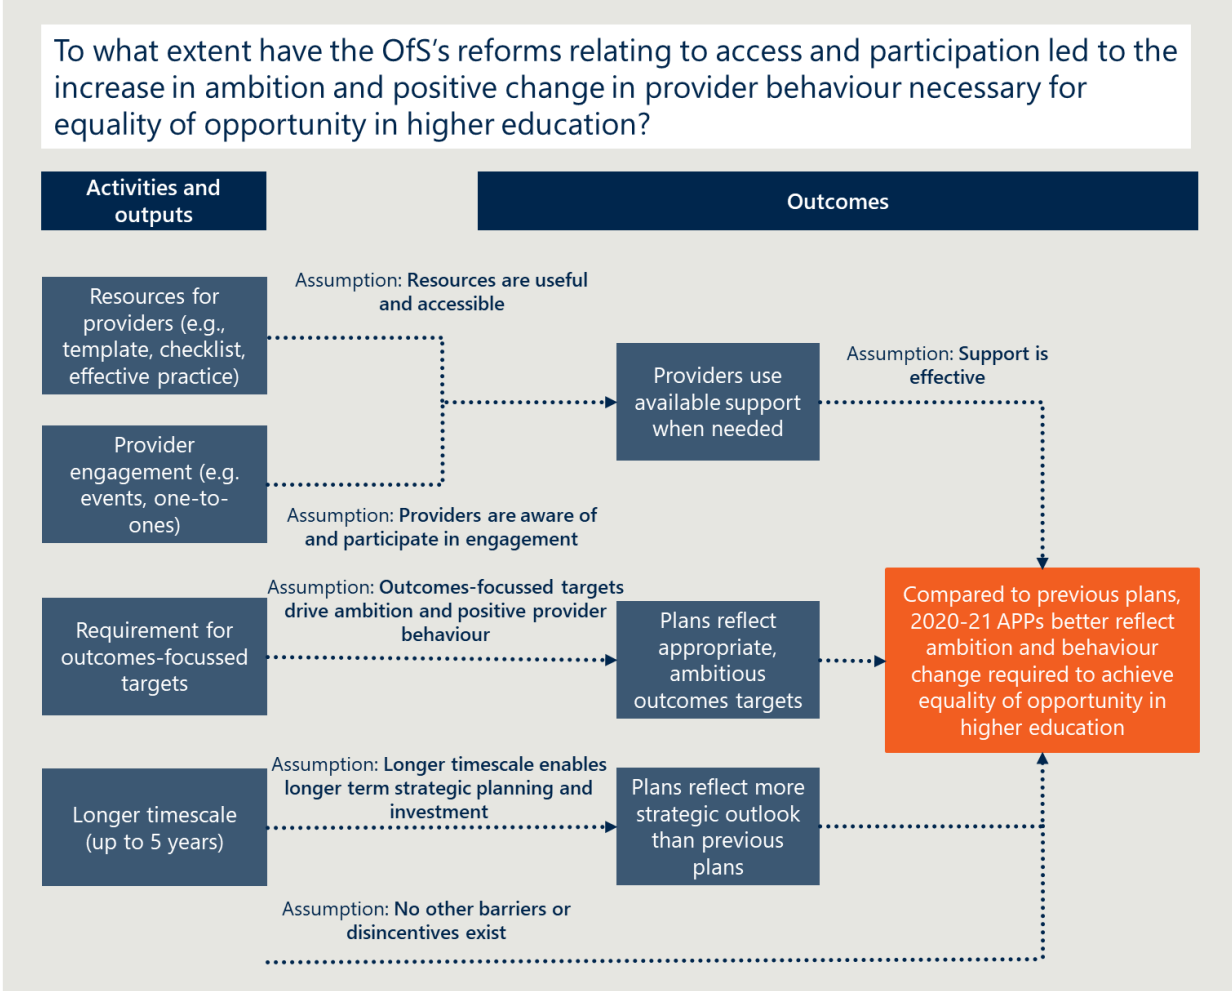 To what extent have the OfS's reforms relating to access and participation led to the
increase in ambition and positive change in provider behaviour necessary for
equality of opportunity in higher education?
Activities and
outputs
Outcomes
Resources for
providers (e.g.,
template, checklist,
effective practice)
Assumption: Resources are useful
and accessible
Provider
engagement (e.g.
events, one-to-
ones)
Assumption: Providers are aware of
and participate in engagement
Providers use
available support
when needed
Assumption: Support is
effective
Requirement for
outcomes-focussed
targets
Assumption: Outcomes-focussed targets
drive ambition and positive provider
behaviour
Plans reflect
appropriate,
ambitious
outcomes targets
Compared to previous plans,
2020-21 APPs better reflect
ambition and behaviour
change required to achieve
equality of opportunity in
higher education
Longer timescale
(up to 5 years)
Assumption: Longer timescale enables
longer term strategic planning and
investment
Plans reflect more
strategic outlook
than previous
plans
Assumption: No other barriers or
disincentives exist